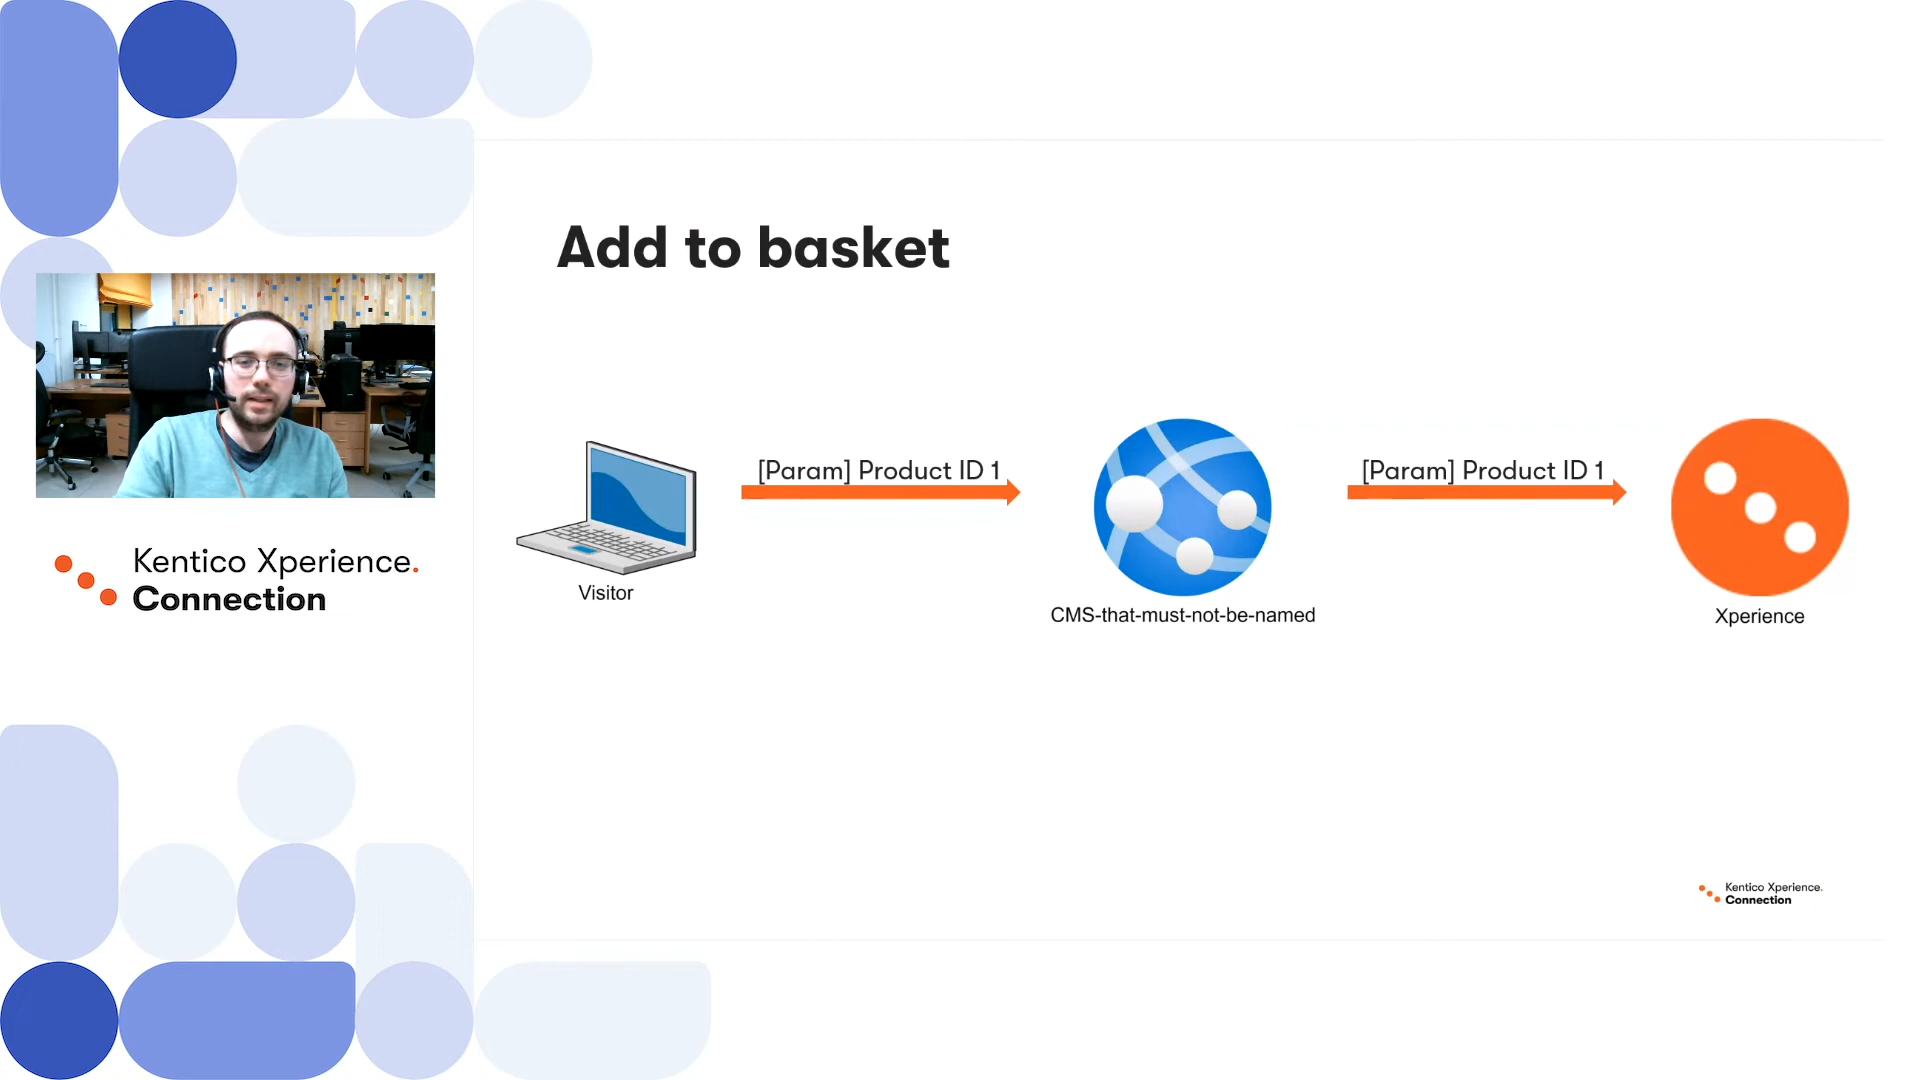 Add to basket
[Param] Product ID 1
[Param] Product ID 1
Visitor
CMS-that-must-not-be-named
Xperience
Kentico Xperience.
Connection
Kentico Xperience.
Connection